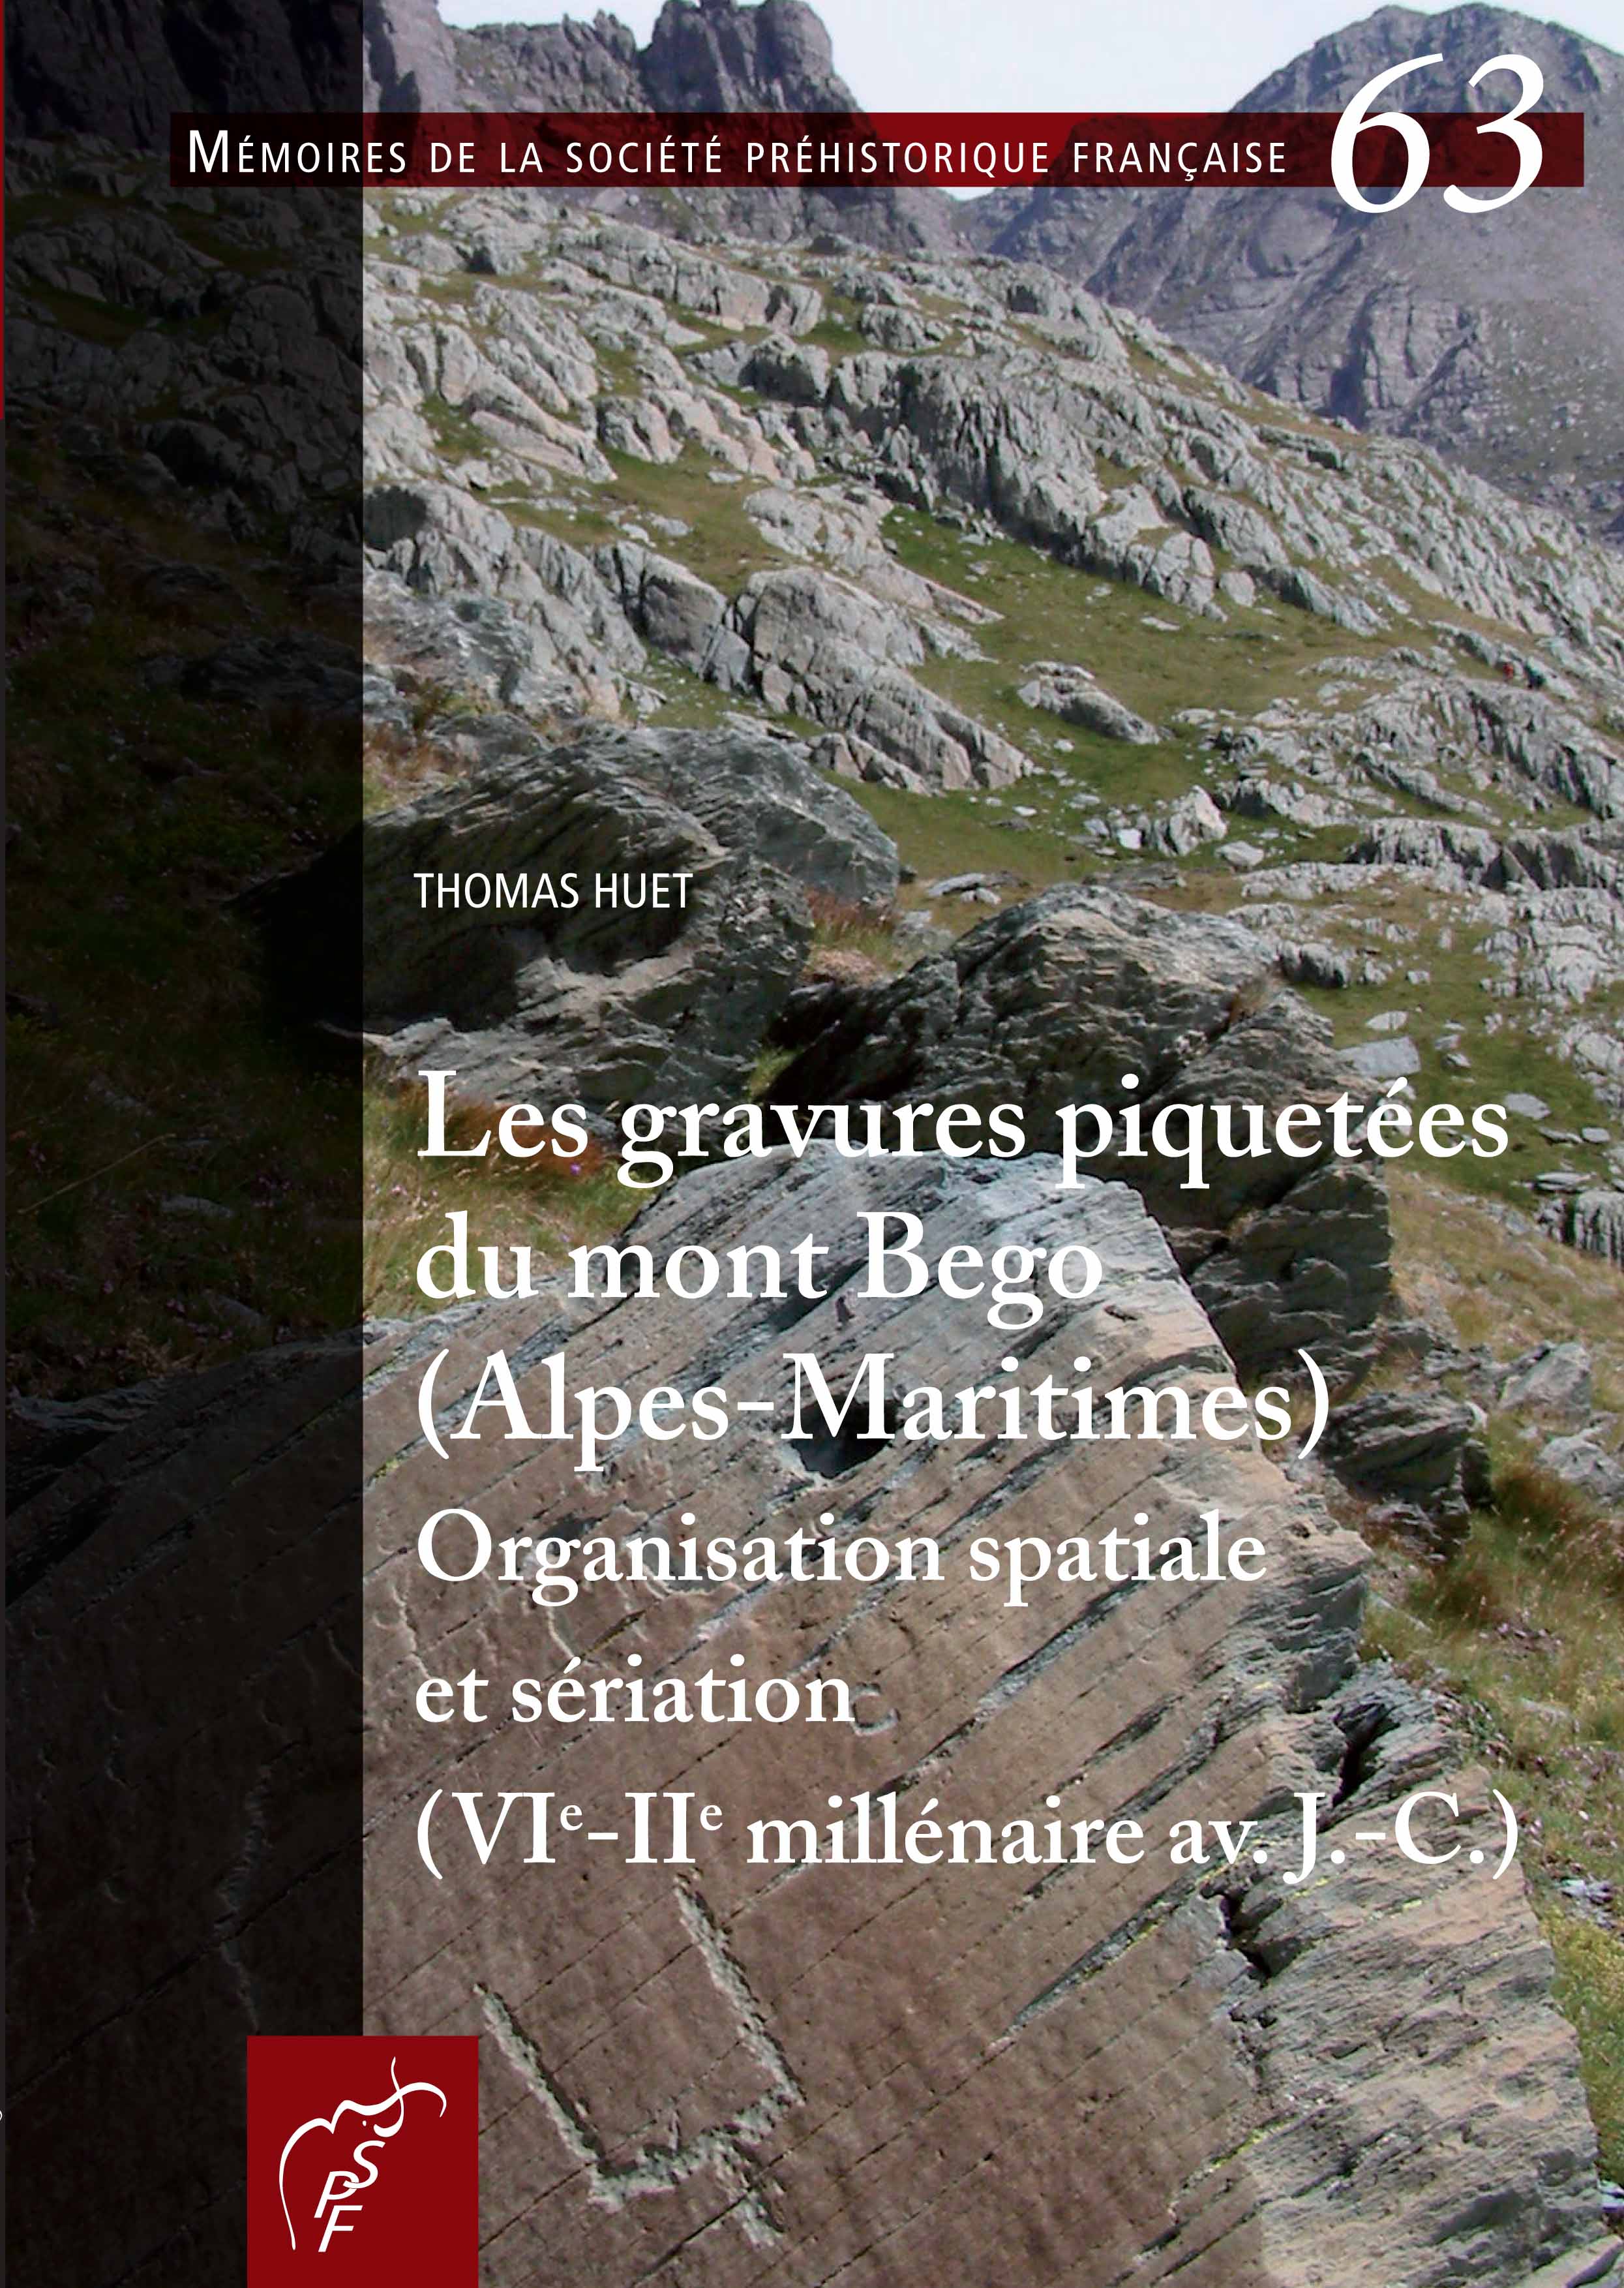 MÉMOIRES DE LA SOCIÉTÉ PRÉHISTORIQUE FRANÇAISE 63
THOMAS HUET
Les gravures piquetées
du mont Bego
(Alpes-Maritimes)
Organisation spatiale
et sériation
(VIe-IIe millénaire av. J.-C.)
SPF